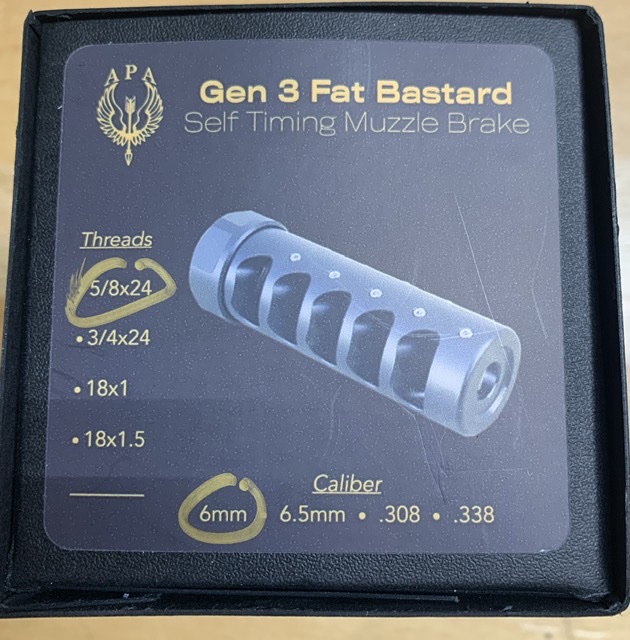 APA
Gen 3 Fat Bastard
Self Timing Muzzle Brake
Threads
5/8x24
• 3/4x24
• 18x1
• 18x1.5
Caliber
6mm 6.5mm • .308 • .338